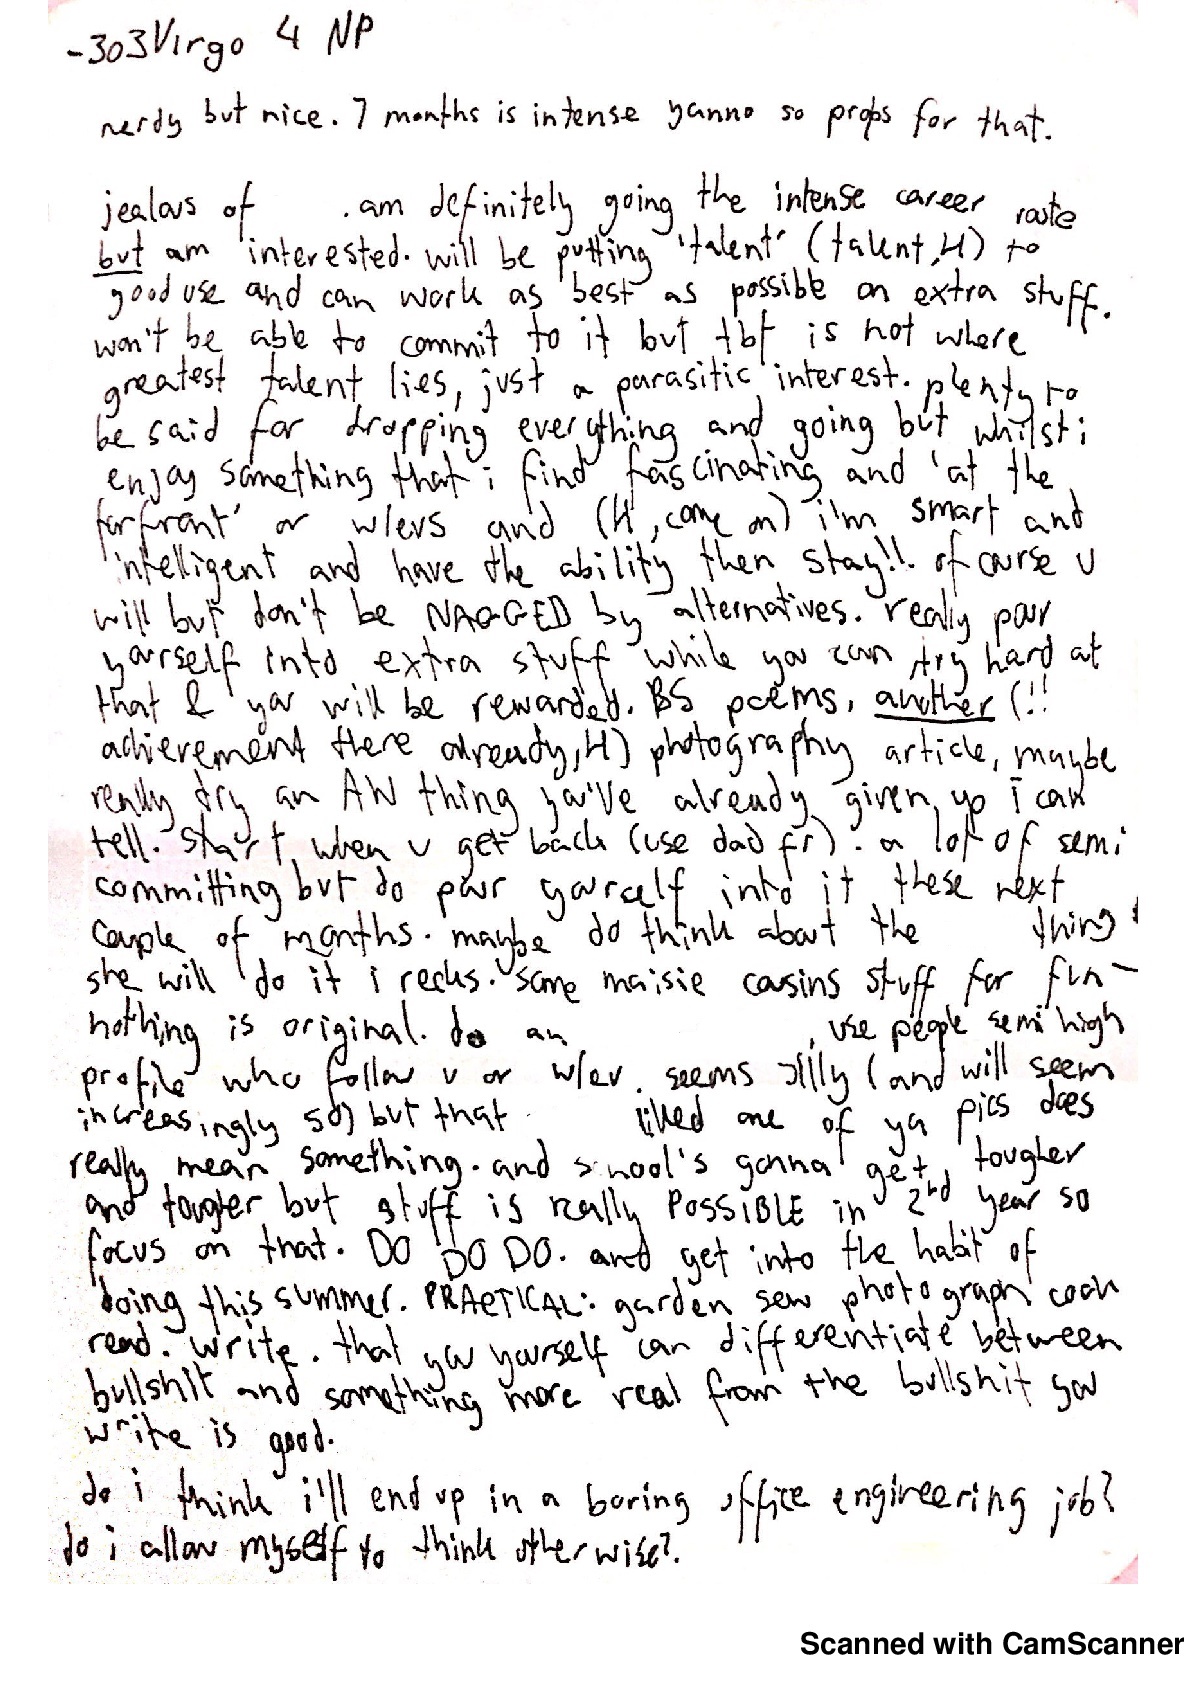 -303Virgo 4 NP
nerdy but nice. 7 months is intense yanno so props for that.
jealous of . am definitely going the intense career route
but am interested. will be putting 'talent' (talent, H) to
good use and can work as best as possible on extra stuff.
won't be able to commit to it but tbf is not where
greatest talent lies, just a parasitic interest. plenty to
be said for dropping everything and going but whilst i
enjoy something that i find fascinating and 'at the
forfront' or w/evs and (H, come on) i'm smart and
intelligent and have the ability then stay!! of course u
will but don't be NAGGED by alternatives. really pour
yourself into extra stuff while you can try hard at
that & you will be rewarded. BS poems, another (!!
achievement there already, H) photography article, maybe
really try an AW thing you've already given up i can
tell. start when u get back (use dad fr). a lot of semi
committing but do pour yourself into it these next
couple of months. maybe do think about the thing
she will do it i recks. some maisie cousins stuff for fun -
nothing is original. do an , use people semi high
profile who follow u or w/ev. seems silly (and will seem
increasingly so) but that liked one of ya pics does
really mean something. and school's gonna get tougher
and tougher but stuff is really POSSIBLE in 2nd year so
focus on that. DO DO DO. and get into the habit of
doing this summer. PRACTICAL: garden sew photograph cook
read. write. that you yourself can differentiate between
bullshit and something more real from the bullshit you
write is good.
do i think i'll end up in a boring office engineering job?
do i allow myself to think otherwise?.
Scanned with CamScanner